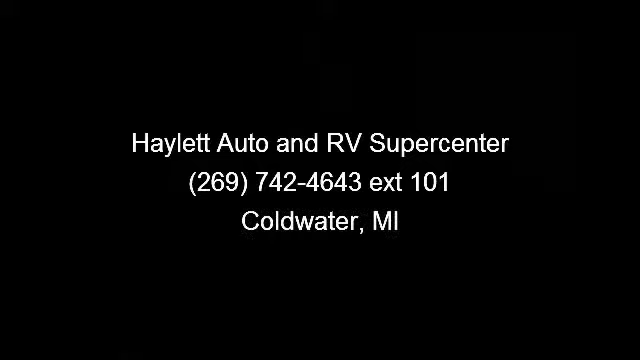 Haylett Auto and RV Supercenter
(269) 742-4643 ext 101
Coldwater, MI